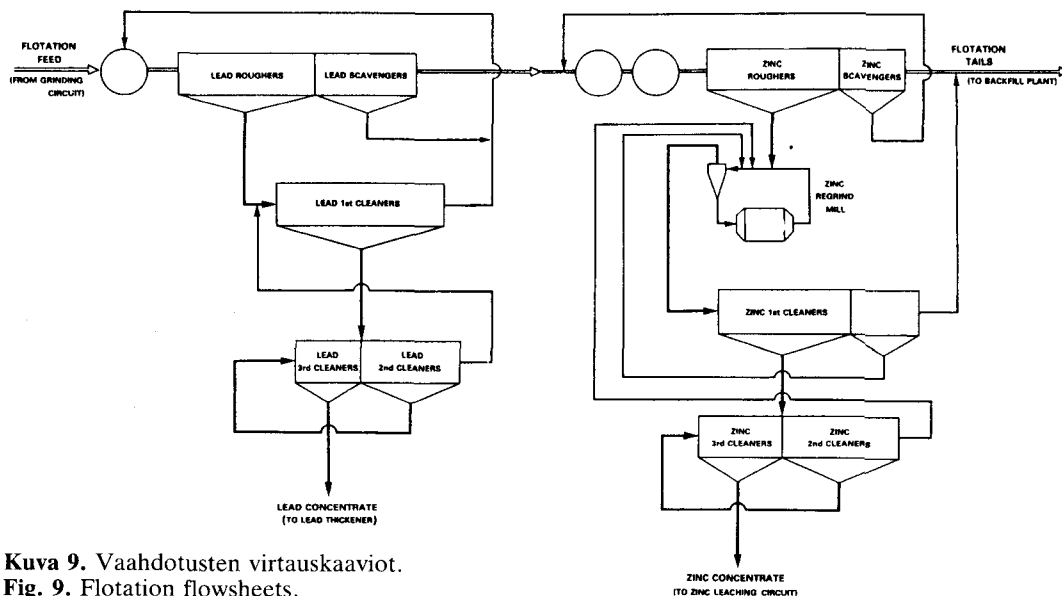 FLOTATION
FEED
(FROM GRINDING
CIRCUIT)
LEAD ROUGHERS
LEAD SCAVENGERS
ZINC
ROUGHERS
ZINC
SCAVENGERS
FLOTATION
TAILS
(TO BACKFILL PLANT)
ZINC
REGRIND
MILL
LEAD 1st CLEANERS
ZINC 1st CLEANERS
LEAD
3rd CLEANERS
LEAD
2nd CLEANERS
ZINC
3rd CLEANERS
ZINC
2nd CLEANERS
LEAD CONCENTRATE
(TO LEAD THICKENER)
ZINC CONCENTRATE
(TO ZINC LEACHING CIRCUIT)
Kuva 9. Vaahdotusten virtauskaaviot.
Fig. 9. Flotation flowsheets.